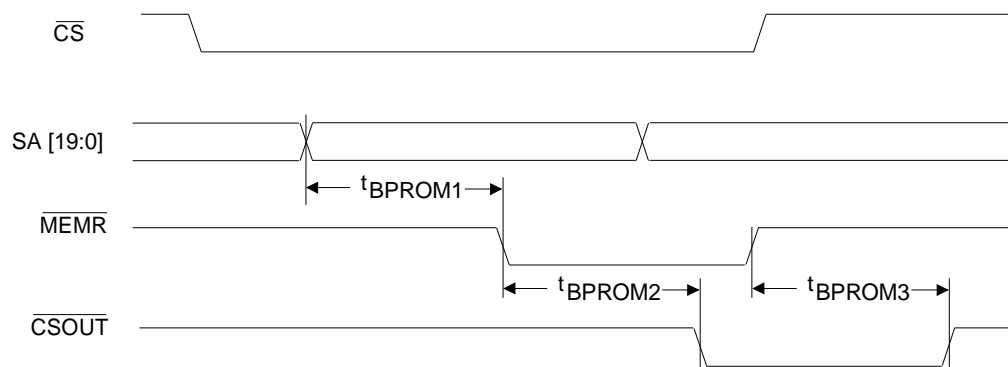 CS
SA [19:0]
tBPROM1
MEMR
tBPROM2
tBPROM3
CSOUT